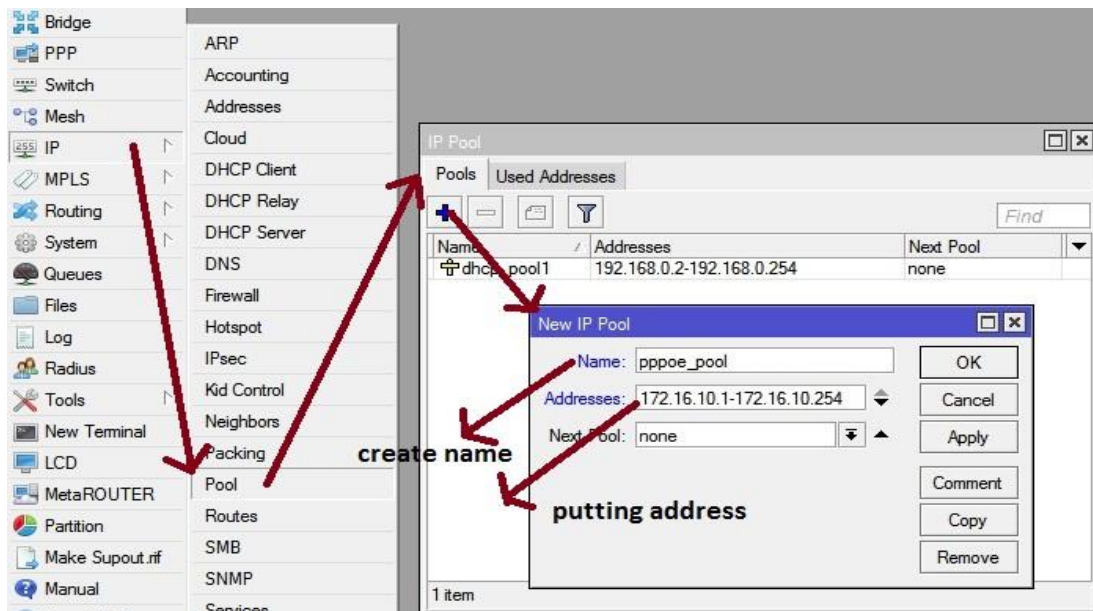 Bridge
PPP
Switch
Mesh
IP
MPLS
Routing
System
Queues
Files
Log
Radius
Tools
New Terminal
LCD
MetaROUTER
Partition
Make Supout.rif
Manual
ARP
Accounting
Addresses
Cloud
DHCP Client
DHCP Relay
DHCP Server
DNS
Firewall
Hotspot
IPsec
Kid Control
Neighbors
Packing
Pool
Routes
SMB
SNMP
Services
IP Pool
Pools Used Addresses
Find
Name Addresses Next Pool
dhcp_pool1 192.168.0.2-192.168.0.254 none
New IP Pool
Name: pppoe_pool OK
Addresses: 172.16.10.1-172.16.10.254 Cancel
Next Pool: none Apply
create name
Comment
putting address
Copy
Remove
1 item